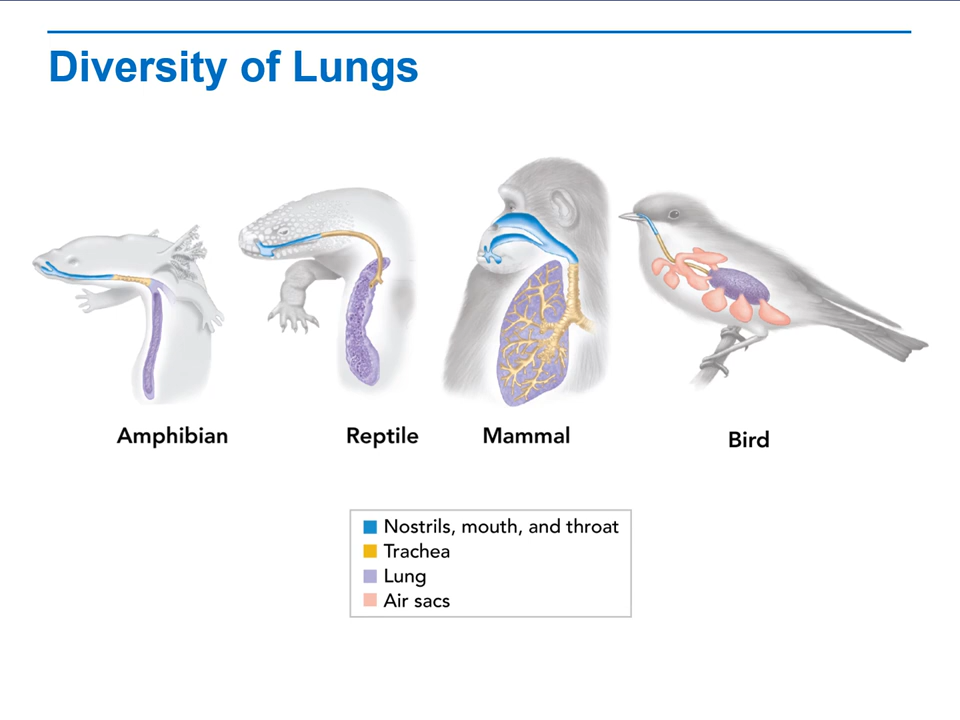 Diversity of Lungs
Amphibian
Reptile
Mammal
Bird
Nostrils, mouth, and throat
Trachea
Lung
Air sacs